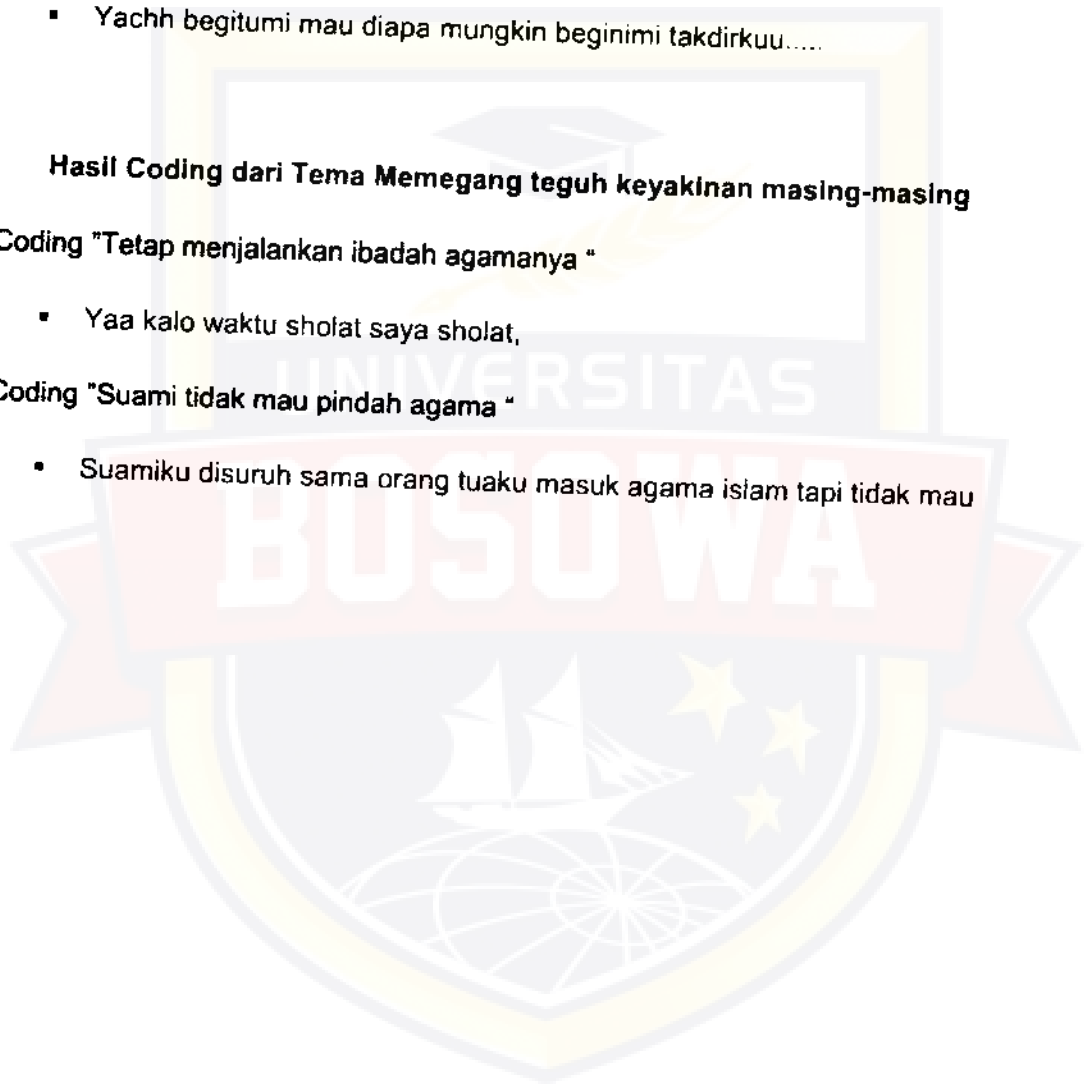 ▪ Yachh begitumi mau diapa mungkin beginimi takdirkuu.....
Hasil Coding dari Tema Memegang teguh keyakinan masing-masing
Coding "Tetap menjalankan ibadah agamanya “
▪ Yaa kalo waktu sholat saya sholat,
Coding "Suami tidak mau pindah agama “
▪ Suamiku disuruh sama orang tuaku masuk agama islam tapi tidak mau
UNIVERSITAS
BOSOWA